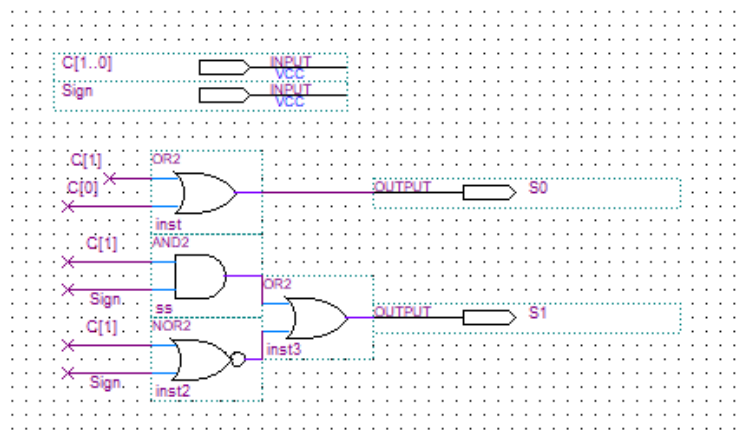 C[1..0] INPUT
VCC
Sign INPUT
VCC
C[1] OR2
C[0] OUTPUT S0
inst
C[1] AND2
Sign OR2
ss OUTPUT S1
C[1] NOR2
inst3
Sign
inst2